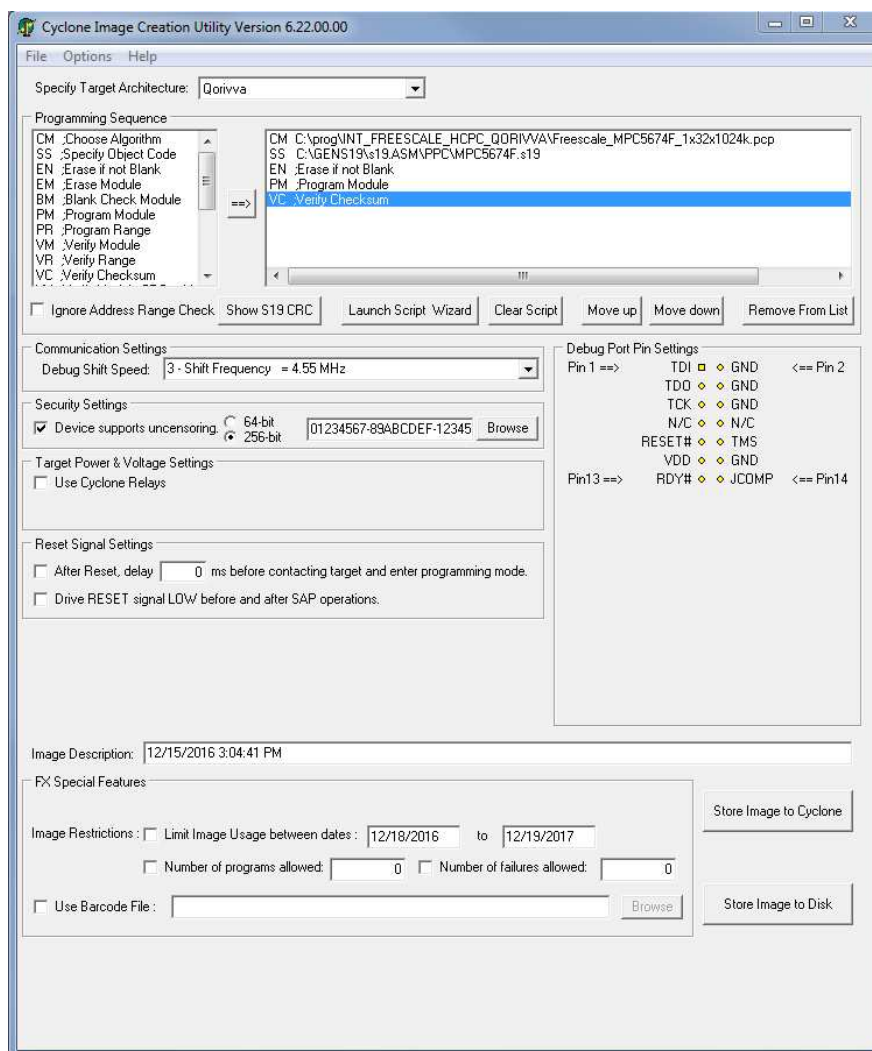 Cyclone Image Creation Utility Version 6.22.00.00
File Options Help
Specify Target Architecture: Qorivva
Programming Sequence
CM ;Choose Algorithm
SS ;Specify Object Code
EN ;Erase if not Blank
EM ;Erase Module
BM ;Blank Check Module
PM ;Program Module
PR ;Program Range
VM ;Verify Module
VR ;Verify Range
VC ;Verify Checksum
==>
CM C:\prog\INT_FREESCALE_HCPC_QORIVVA\Freescale_MPC5674F_1x32x1024k.pcp
SS C:\GENS19\s19.ASM\PPC\MPC5674F.s19
EN ;Erase if not Blank
PM ;Program Module
VC ;Verify Checksum
Ignore Address Range Check Show S19 CRC Launch Script Wizard Clear Script Move up Move down Remove From List
Communication Settings
Debug Shift Speed: 3 - Shift Frequency = 4.55 MHz
Security Settings
Device supports uncensoring. 64-bit
256-bit 01234567-89ABCDEF-12345 Browse
Target Power & Voltage Settings
Use Cyclone Relays
Reset Signal Settings
After Reset, delay 0 ms before contacting target and enter programming mode.
Drive RESET signal LOW before and after SAP operations.
Debug Port Pin Settings
Pin 1 ==> TDI GND <== Pin 2
TDO GND
TCK GND
N/C N/C
RESET# TMS
VDD GND
Pin13 ==> RDY# JCOMP <== Pin14
Image Description: 12/15/2016 3:04:41 PM
FX Special Features
Image Restrictions : Limit Image Usage between dates : 12/18/2016 to 12/19/2017
Number of programs allowed: 0 Number of failures allowed: 0
Use Barcode File : Browse
Store Image to Cyclone
Store Image to Disk